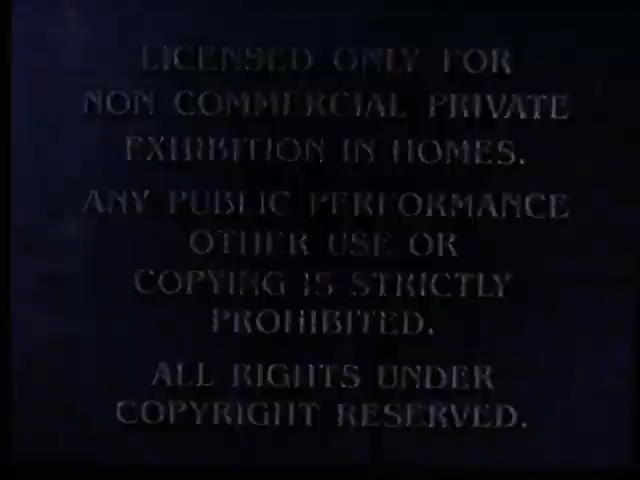 LICENSED ONLY FOR
NON COMMERCIAL PRIVATE
EXHIBITION IN HOMES.
ANY PUBLIC PERFORMANCE
OTHER USE OR
COPYING IS STRICTLY
PROHIBITED.
ALL RIGHTS UNDER
COPYRIGHT RESERVED.